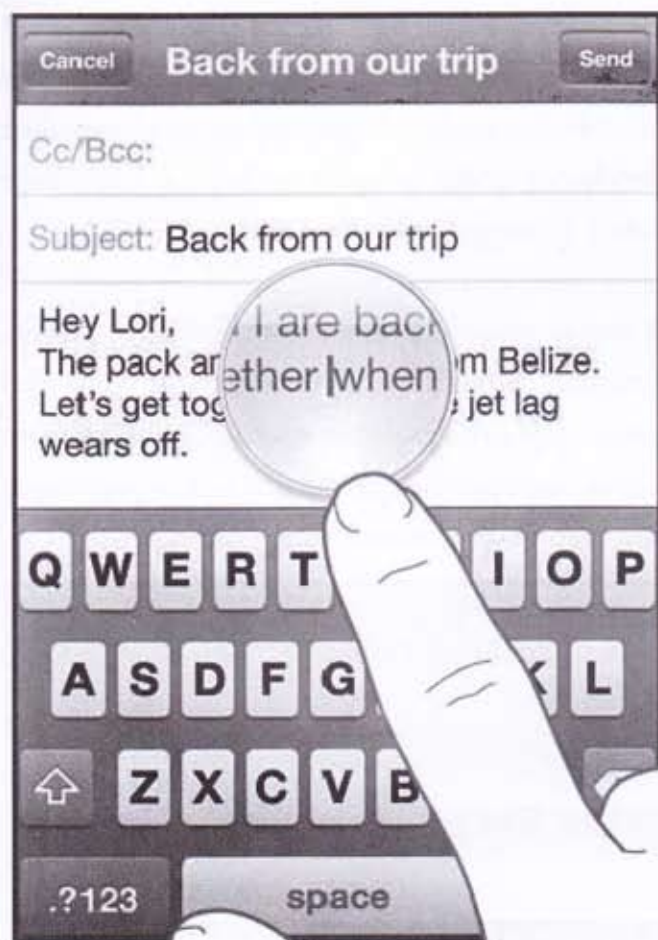 Cancel Back from our trip Send
Cc/Bcc:
Subject: Back from our trip
Hey Lori,
I are back
The pack an
ether when
m Belize.
Let's get tog
jet lag
wears off.
Q W E R T I O P
A S D F G K L
Z X C V B
.?123 space